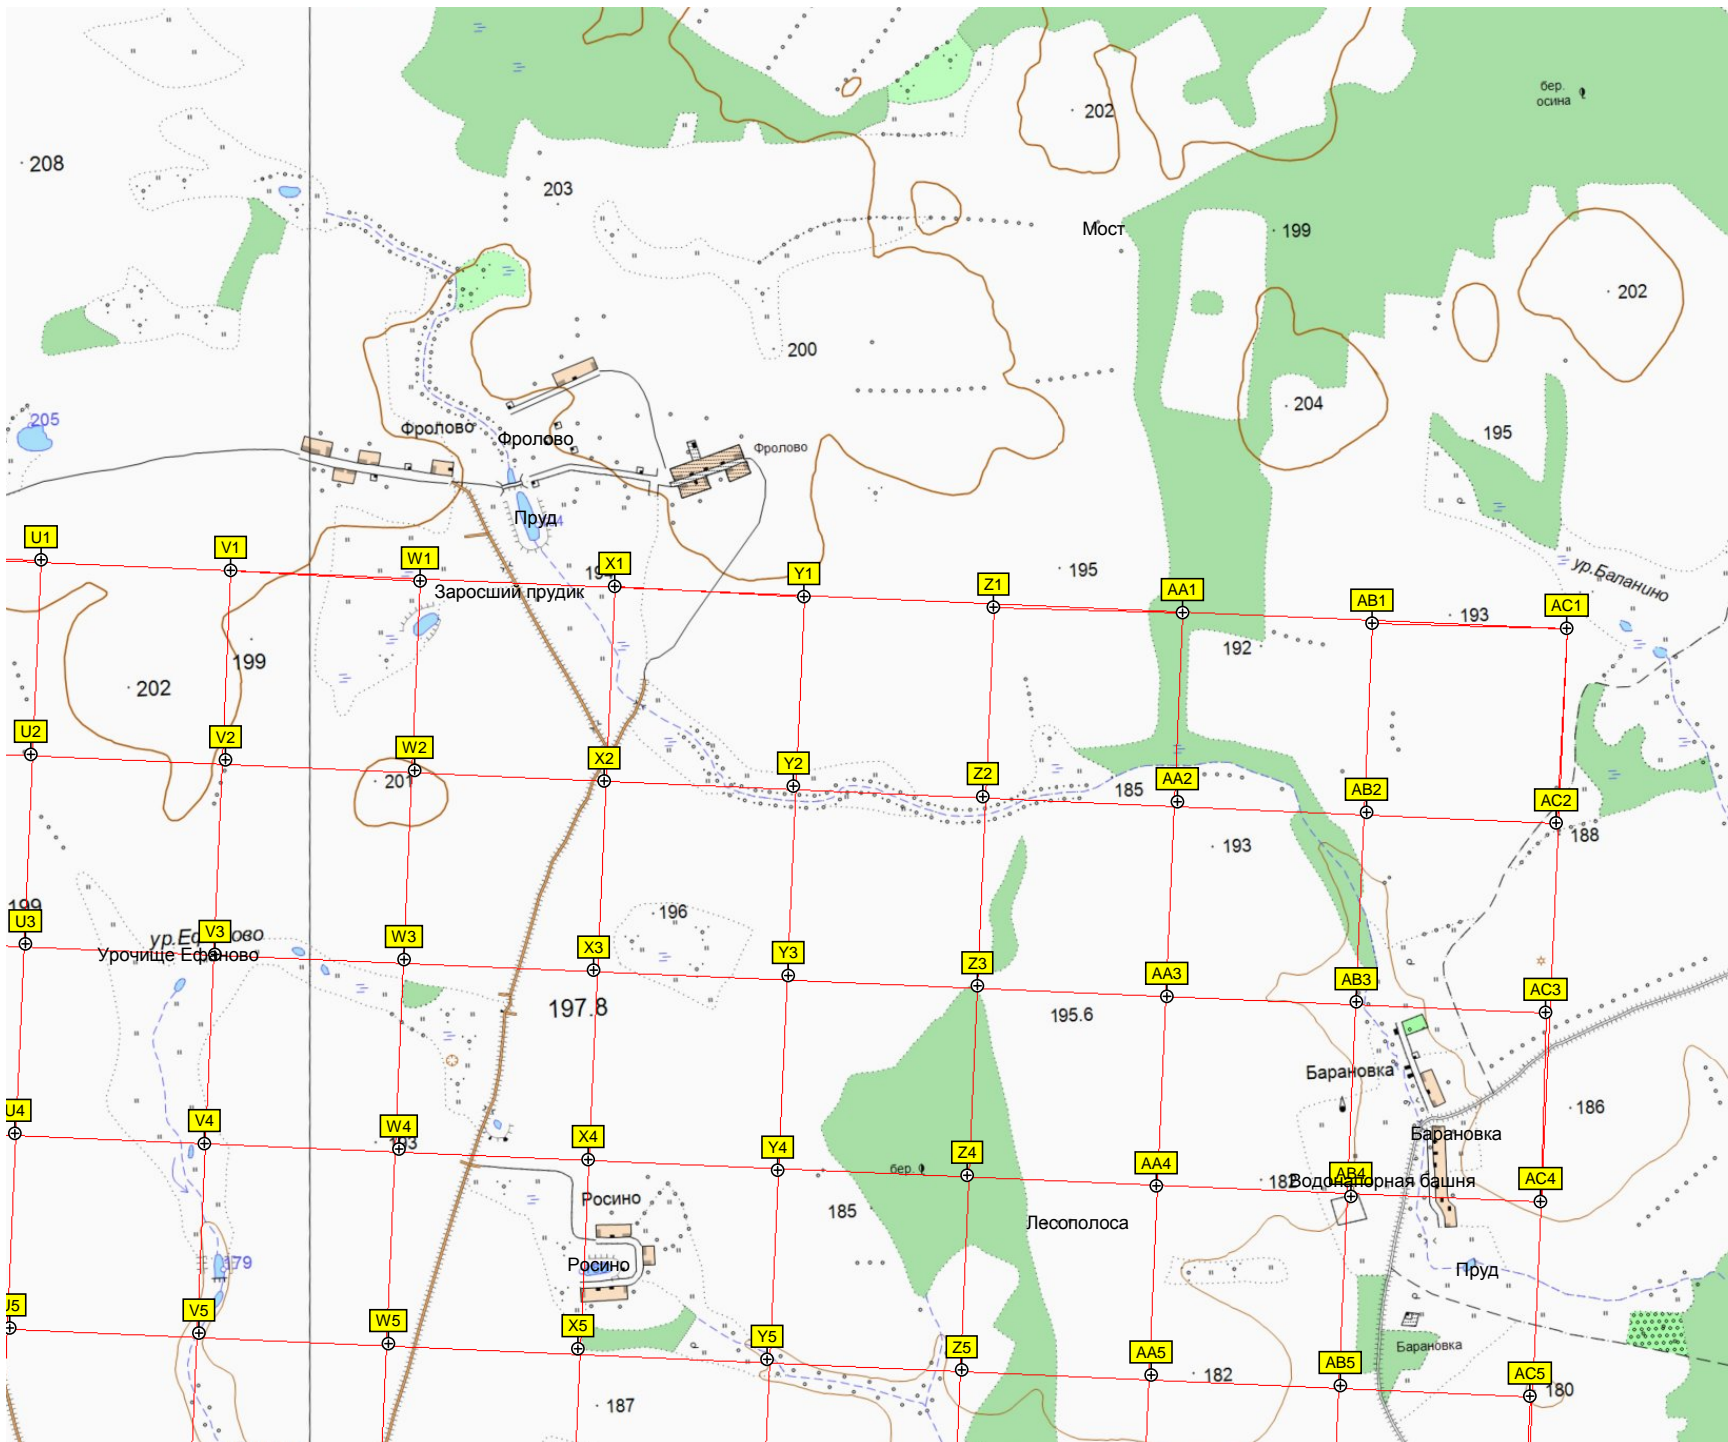 бер.
осина
202
208
203
Мост
199
202
200
204
205
Фролово
Фролово
Фролово
195
Пруд
U1
V1
W1
X1
Y1
Z1
195
AA1
AB1
AC1
ур.Баланино
Заросший прудик
193
192
199
202
U2
V2
W2
X2
Y2
Z2
AA2
AB2
AC2
201
185
193
188
199
196
U3
V3
W3
X3
Y3
Z3
AA3
AB3
AC3
Урочище Ефаново
197.8
195.6
Барановка
186
U4
V4
W4
X4
Y4
Z4
AA4
AB4
AC4
193
Барановка
бер.
182
Водонапорная башня
Росино
185
Лесополоса
179
Росино
Пруд
U5
V5
W5
X5
Y5
Z5
AA5
AB5
AC5
Барановка
182
180
187